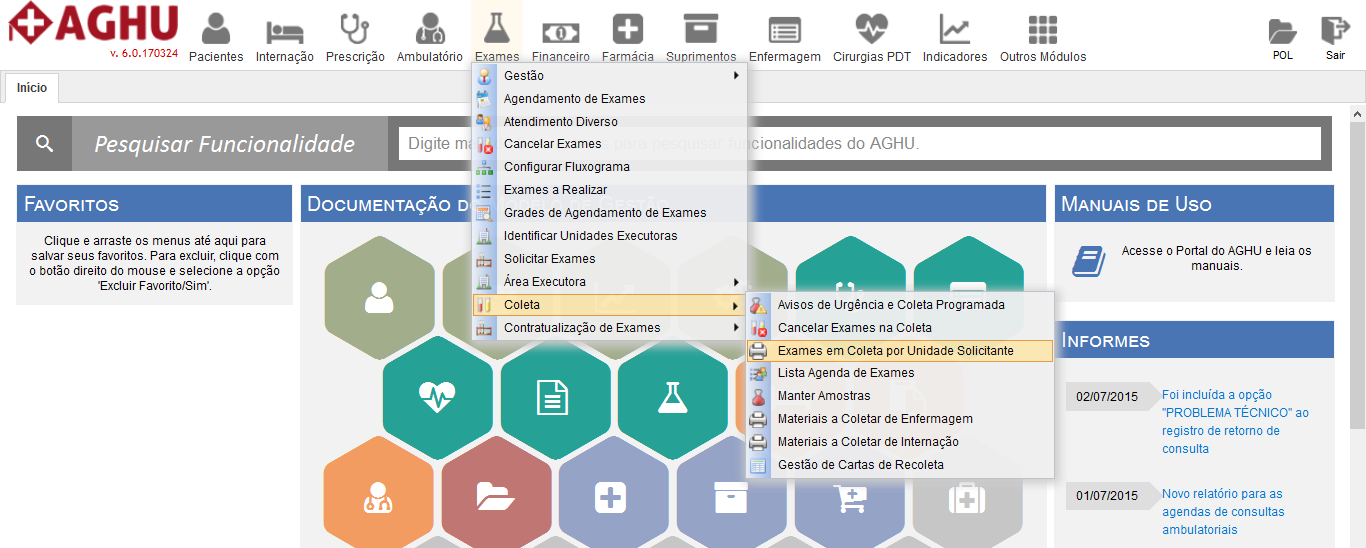 AGHU
v. 6.0.170324
Pacientes
Internação
Prescrição
Ambulatório
Exames
Financeiro
Farmácia
Suprimentos
Enfermagem
Cirurgias PDT
Indicadores
Outros Módulos
POL
Sair
Início
Pesquisar Funcionalidade
Digite ma para pesquisar funcionalidades do AGHU.
Gestão
Agendamento de Exames
Atendimento Diverso
Cancelar Exames
Configurar Fluxograma
Exames a Realizar
Grades de Agendamento de Exames
Identificar Unidades Executoras
Solicitar Exames
Área Executora
Coleta
Contratualização de Exames
Avisos de Urgência e Coleta Programada
Cancelar Exames na Coleta
Exames em Coleta por Unidade Solicitante
Lista Agenda de Exames
Manter Amostras
Materiais a Coletar de Enfermagem
Materiais a Coletar de Internação
Gestão de Cartas de Recoleta
Favoritos
Clique e arraste os menus até aqui para
salvar seus favoritos. Para excluir, clique com
o botão direito do mouse e selecione a opção
'Excluir Favorito/Sim'.
Documentação do Modelo de Gestão
Manuais de Uso
Acesse o Portal do AGHU e leia os
manuais.
Informes
02/07/2015
Foi incluída a opção
"PROBLEMA TÉCNICO" ao
registro de retorno de
consulta
01/07/2015
Novo relatório para as
agendas de consultas
ambulatoriais